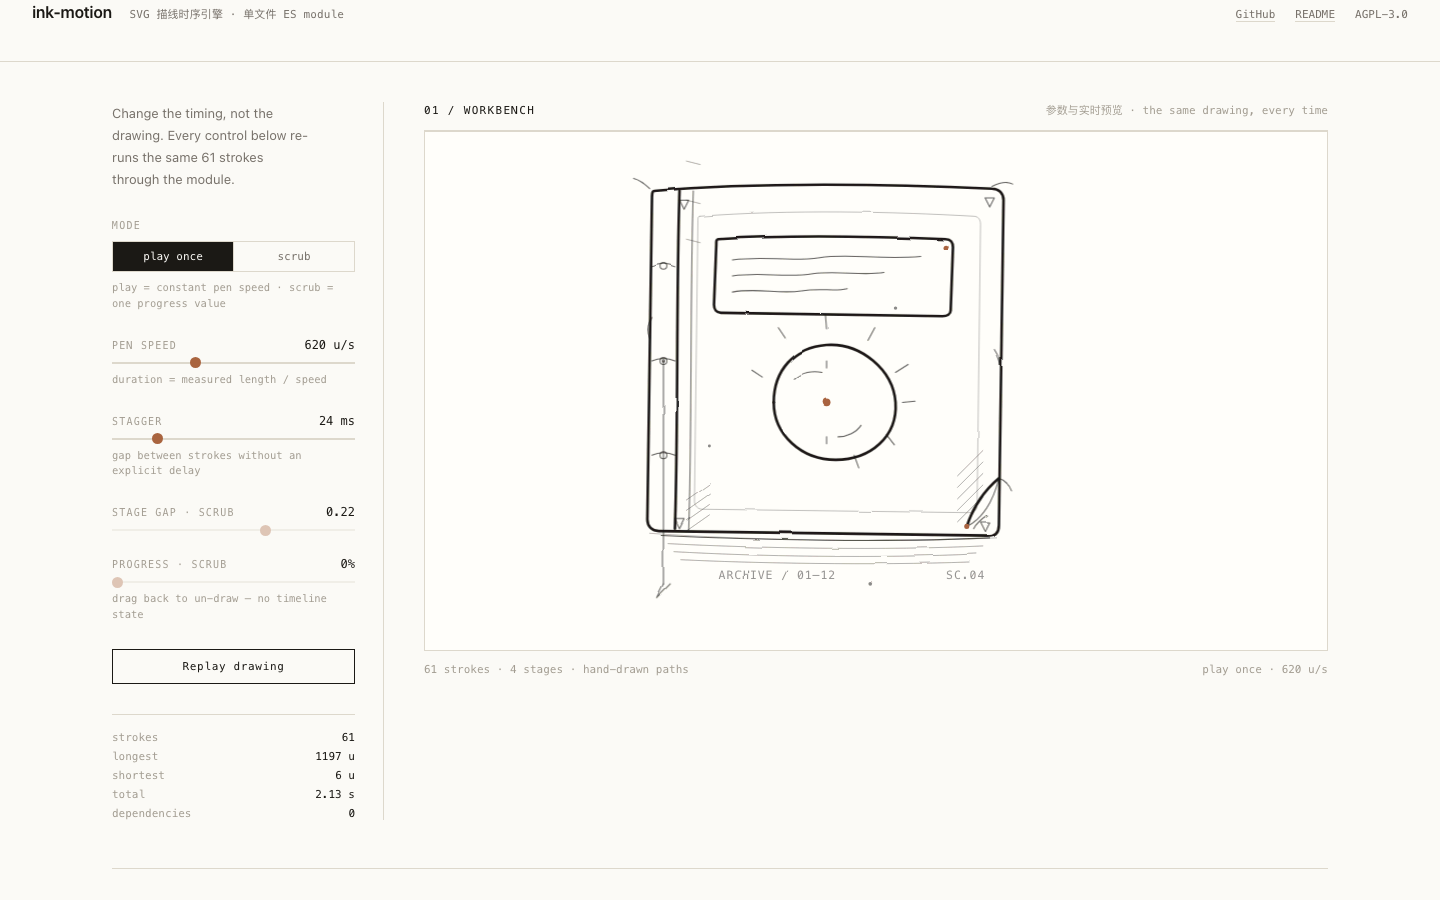 ink-motion SVG 描线时序引擎 · 单文件 ES module
GitHub README AGPL-3.0
Change the timing, not the
drawing. Every control below re-
runs the same 61 strokes
through the module.
MODE
play once scrub
play = constant pen speed · scrub =
one progress value
PEN SPEED 620 u/s
duration = measured length / speed
STAGGER 24 ms
gap between strokes without an
explicit delay
STAGE GAP · SCRUB 0.22
PROGRESS · SCRUB 0%
drag back to un-draw — no timeline
state
Replay drawing
strokes 61
longest 1197 u
shortest 6 u
total 2.13 s
dependencies 0
01 / WORKBENCH
参数与实时预览 · the same drawing, every time
ARCHIVE / 01—12 SC.04
61 strokes · 4 stages · hand-drawn paths
play once · 620 u/s